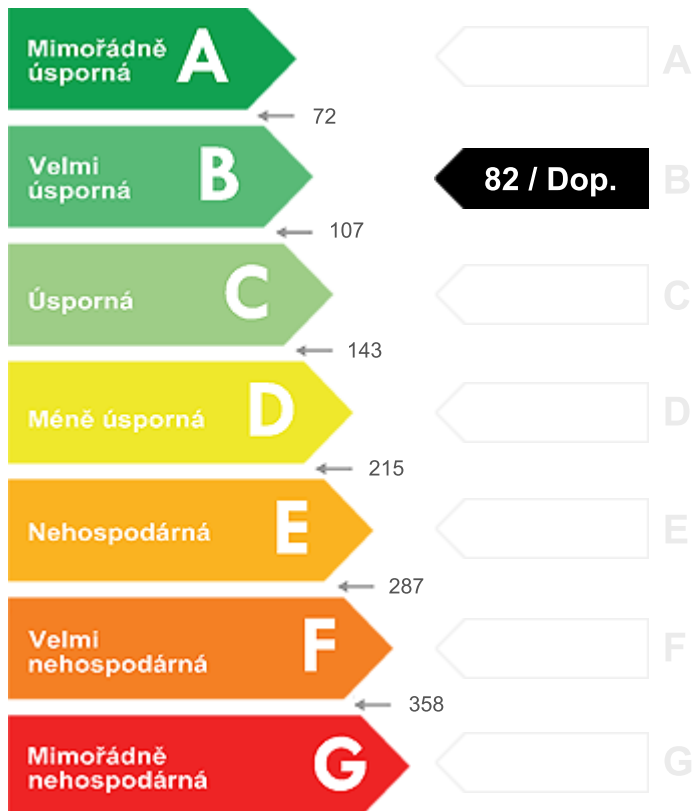 Mimořádně
úsporná
A
A
72
Velmi
úsporná
B
82 / Dop.
B
107
Úsporná
C
C
143
Méně úsporná
D
D
215
Nehospodárná
E
E
287
Velmi
nehospodárná
F
F
358
Mimořádně
nehospodárná
G
G